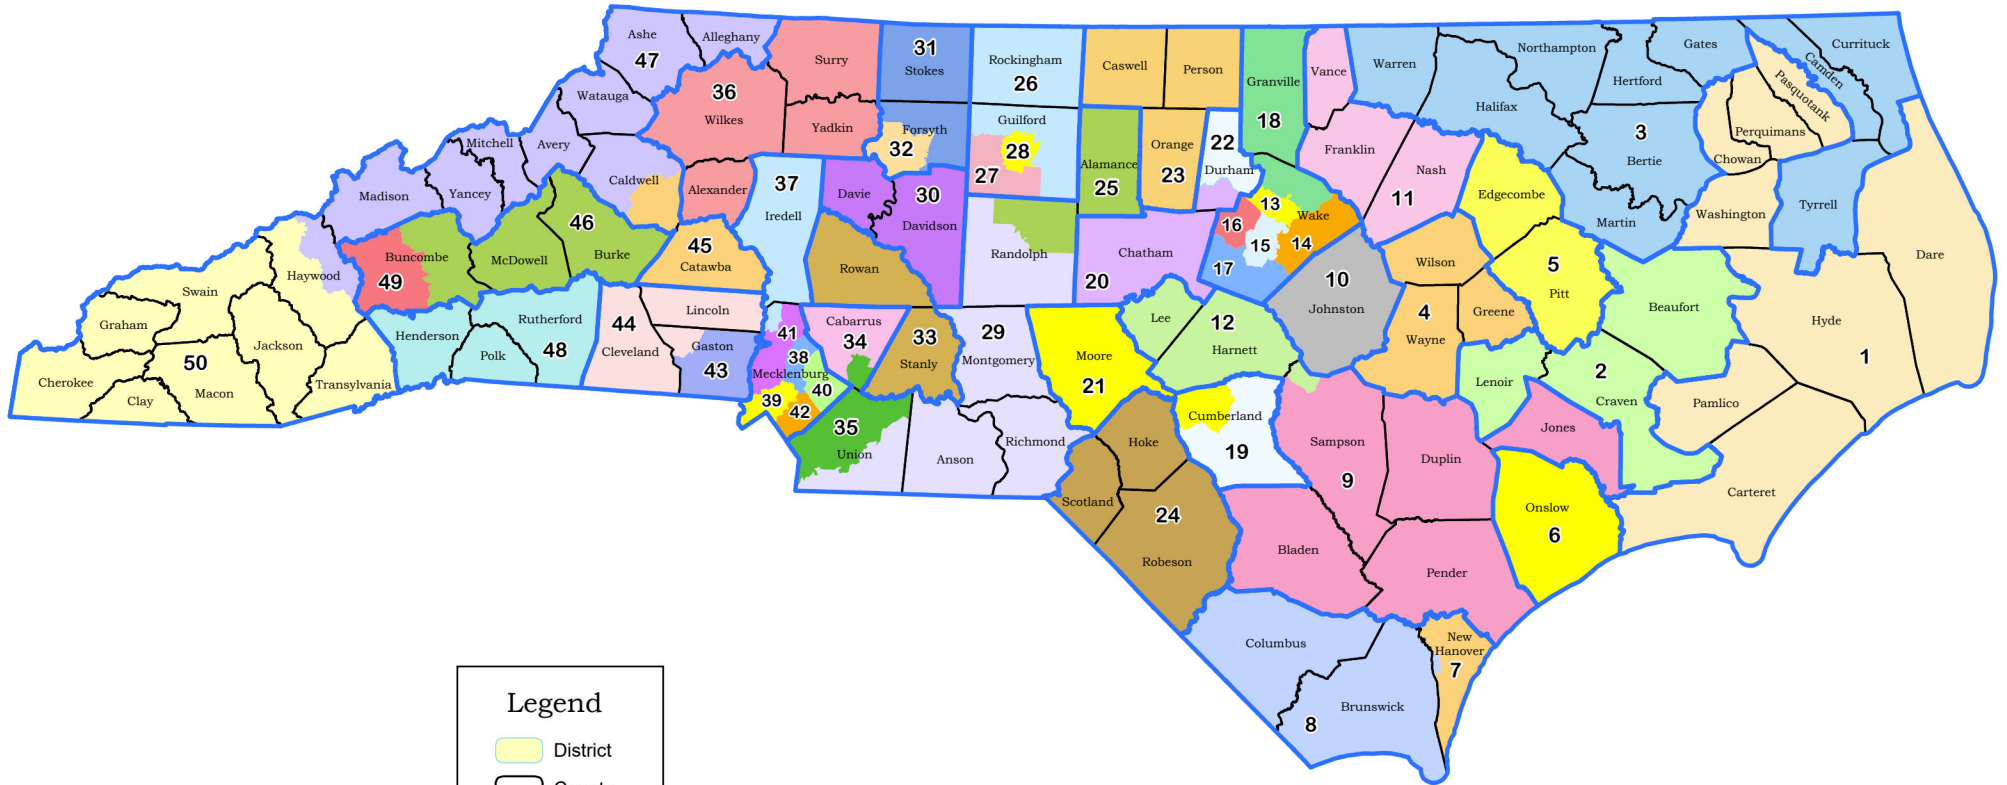 Ashe
47
Alleghany
Surry
31
Stokes
Rockingham
26
Caswell
Person
Granville
18
Vance
Warren
Northampton
Gates
Currituck
Camden
Pasquotank
Hertford
Halifax
Perquimans
Chowan
3
Bertie
Watauga
36
Wilkes
Yadkin
Forsyth
32
Guilford
28
27
Alamance
25
Orange
23
22
Durham
Franklin
Nash
11
Edgecombe
Martin
Washington
Tyrrell
Dare
Mitchell
Avery
Caldwell
Alexander
37
Iredell
Davie
30
Davidson
Randolph
Chatham
20
13
Wake
16
15
14
17
Madison
Yancey
46
Burke
McDowell
45
Catawba
Rowan
Wilson
5
Pitt
Beaufort
Haywood
Buncombe
49
Swain
Graham
Jackson
Cherokee
50
Macon
Clay
Transylvania
Henderson
Polk
Rutherford
48
44
Cleveland
Lincoln
Gaston
43
41
38
Mecklenburg
40
39
42
Cabarrus
34
33
Stanly
29
Montgomery
Moore
21
Lee
12
Harnett
10
Johnston
4
Wayne
Greene
Hyde
1
Lenoir
2
Craven
Pamlico
Jones
35
Union
Anson
Richmond
Hoke
Scotland
Cumberland
19
Sampson
9
Duplin
Onslow
6
Carteret
24
Robeson
Bladen
Pender
Columbus
New
Hanover
7
Brunswick
8
Legend
District